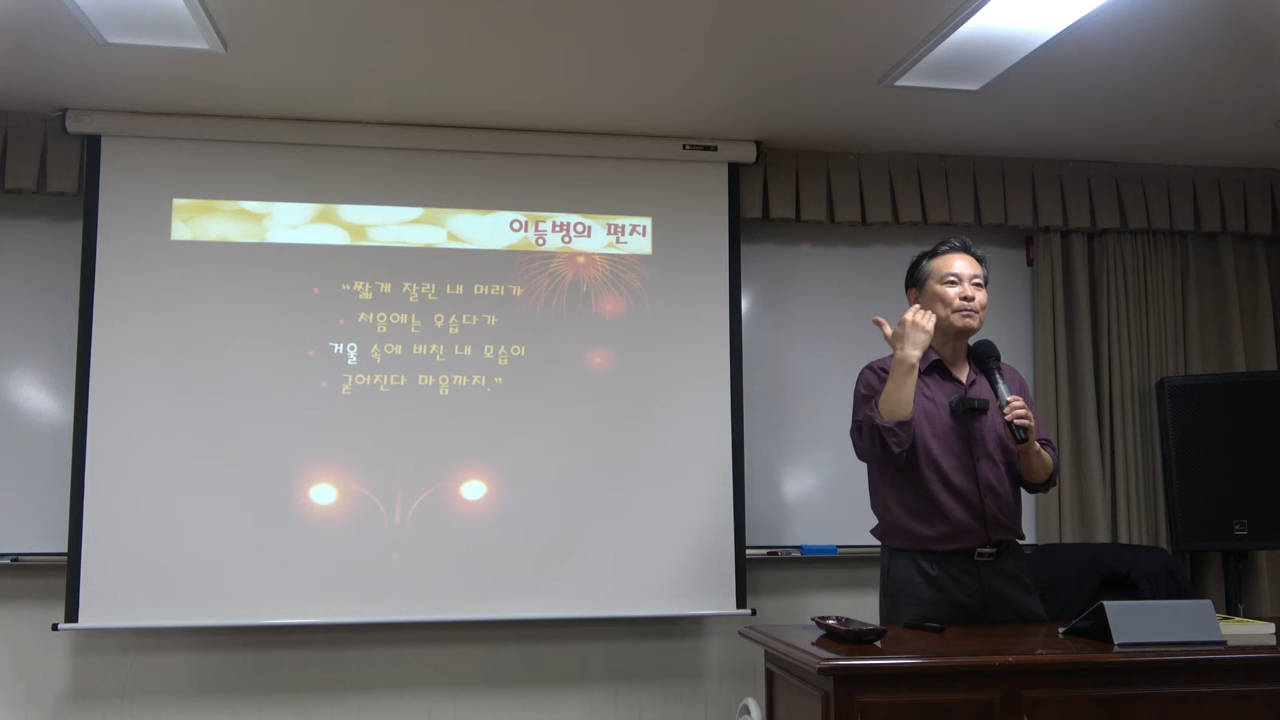 이등병의 편지
“짧게 잘린 내 머리가
처음에는 우습다가
거울 속에 비친 내 모습이
굳어진다 마음까지.”